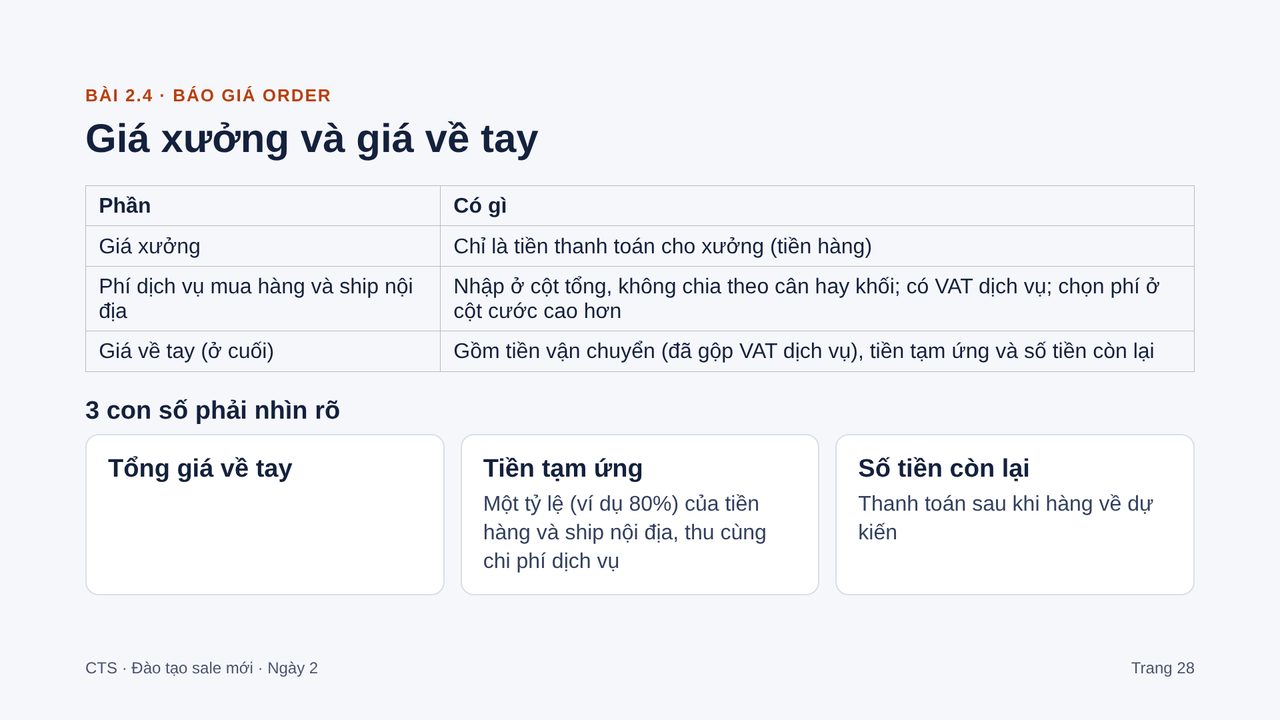 BÀI 2.4 · BÁO GIÁ ORDER
Giá xưởng và giá về tay
Phần
Có gì
Giá xưởng
Chỉ là tiền thanh toán cho xưởng (tiền hàng)
Phí dịch vụ mua hàng và ship nội
địa
Nhập ở cột tổng, không chia theo cân hay khối; có VAT dịch vụ; chọn phí ở
cột cước cao hơn
Giá về tay (ở cuối)
Gồm tiền vận chuyển (đã gộp VAT dịch vụ), tiền tạm ứng và số tiền còn lại
3 con số phải nhìn rõ
Tổng giá về tay
Tiền tạm ứng
Một tỷ lệ (ví dụ 80%) của tiền
hàng và ship nội địa, thu cùng
chi phí dịch vụ
Số tiền còn lại
Thanh toán sau khi hàng về dự
kiến
CTS · Đào tạo sale mới · Ngày 2
Trang 28